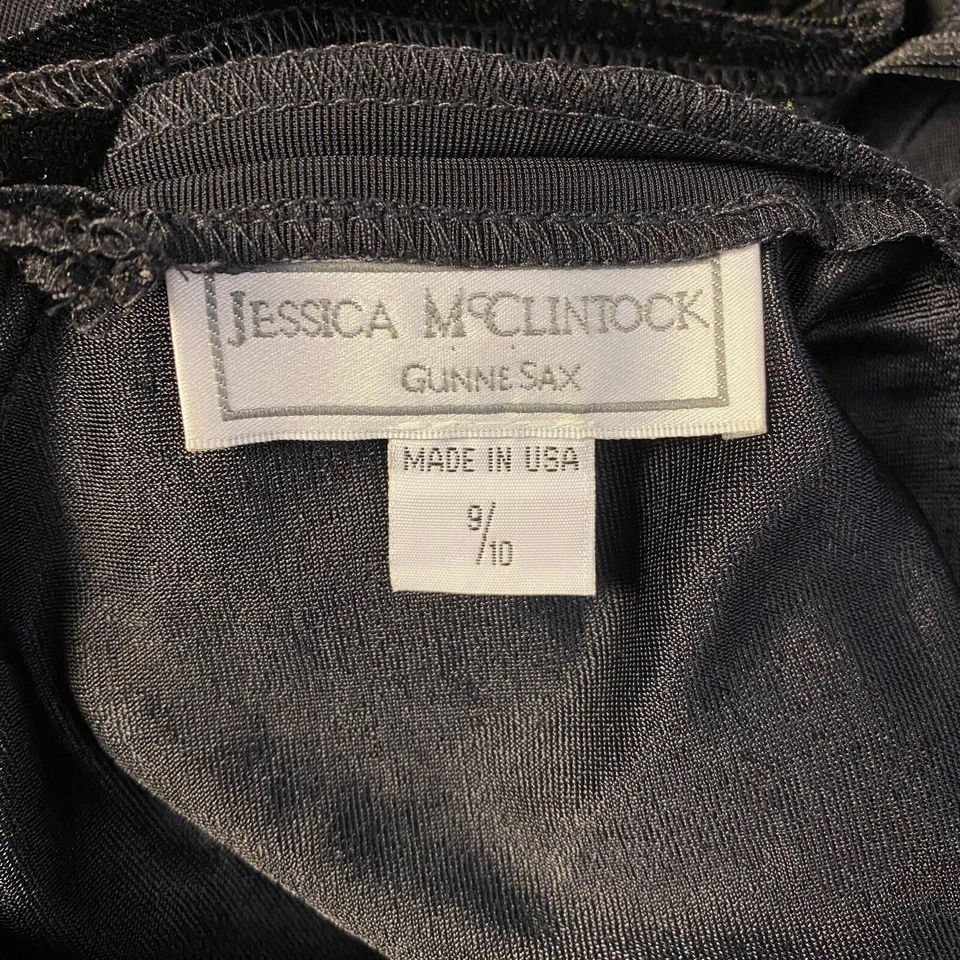 JESSICA McCLINTOCK
GUNNE SAX
MADE IN USA
9/10